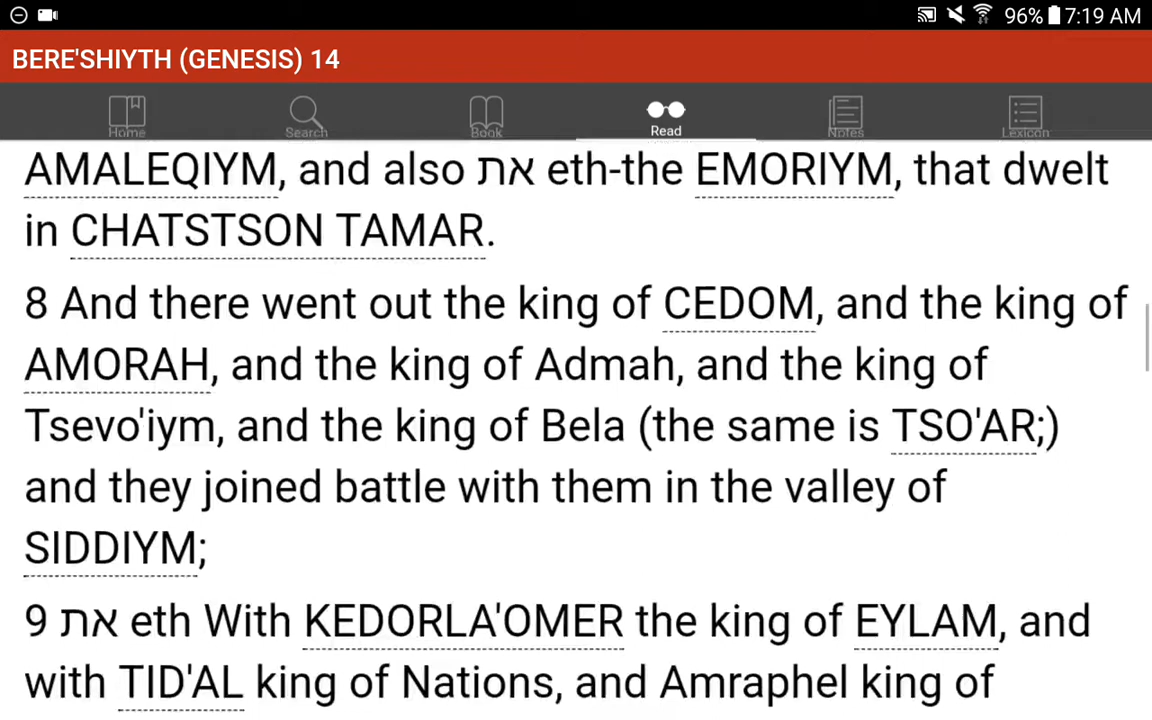 96% 7:19 AM
BERE'SHIYTH (GENESIS) 14
Home Search Book Read Notes Lexicon
AMALEQIYM, and also את eth-the EMORIYM, that dwelt
in CHATSTSON TAMAR.
8 And there went out the king of CEDOM, and the king of
AMORAH, and the king of Admah, and the king of
Tsevo'iym, and the king of Bela (the same is TSO'AR;)
and they joined battle with them in the valley of
SIDDIYM;
9 את eth With KEDORLA'OMER the king of EYLAM, and
with TID'AL king of Nations, and Amraphel king of